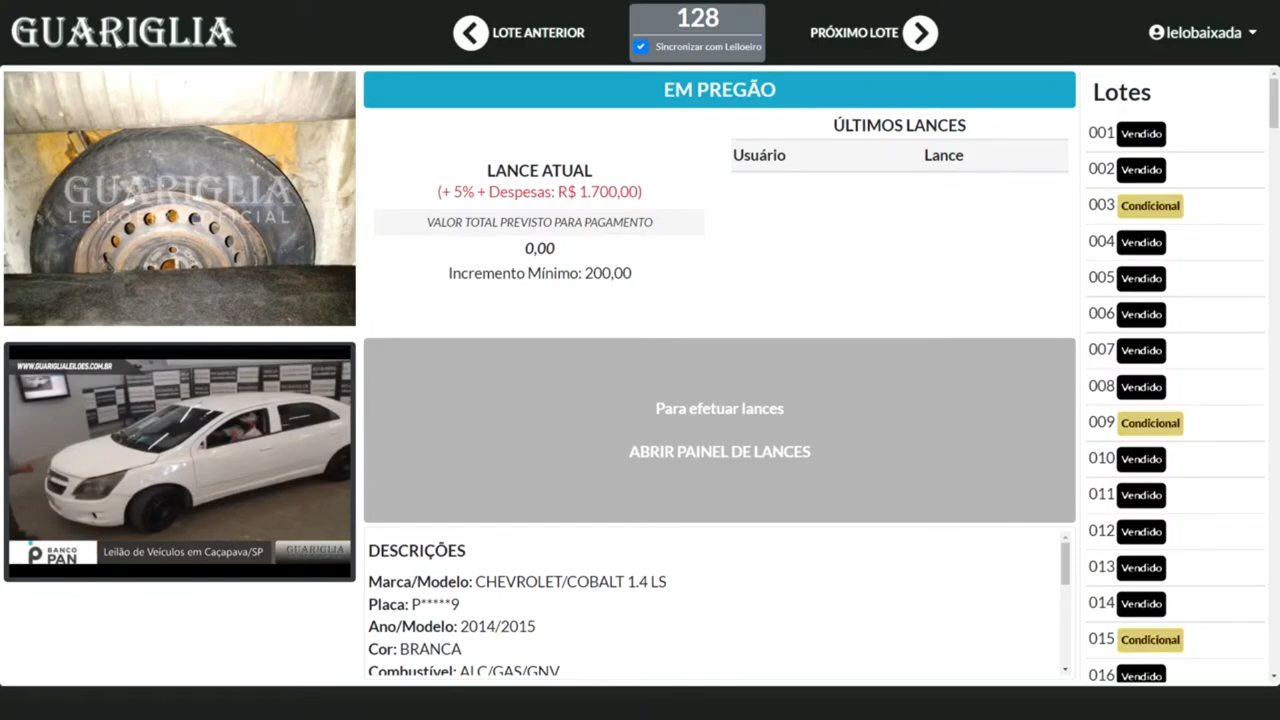 GUARIGLIA
LOTE ANTERIOR
128
Sincronizar com Leiloeiro
PRÓXIMO LOTE
lelobaixada
GUARIGLIA
EM PREGÃO
LANCE ATUAL
(+ 5% + Despesas: R$ 1.700,00)
VALOR TOTAL PREVISTO PARA PAGAMENTO
0,00
Incremento Mínimo: 200,00
ÚLTIMOS LANCES
Usuário Lance
Para efetuar lances
ABRIR PAINEL DE LANCES
WWW.GUARIGLIALEILOES.COM.BR
BANCO PAN
Leilão de Veículos em Caçapava/SP
GUARIGLIA
DESCRIÇÕES
Marca/Modelo: CHEVROLET/COBALT 1.4 LS
Placa: P*****9
Ano/Modelo: 2014/2015
Cor: BRANCA
Combustível: ALC/GAS/GNV
Lotes
001 Vendido
002 Vendido
003 Condicional
004 Vendido
005 Vendido
006 Vendido
007 Vendido
008 Vendido
009 Condicional
010 Vendido
011 Vendido
012 Vendido
013 Vendido
014 Vendido
015 Condicional
016 Vendido